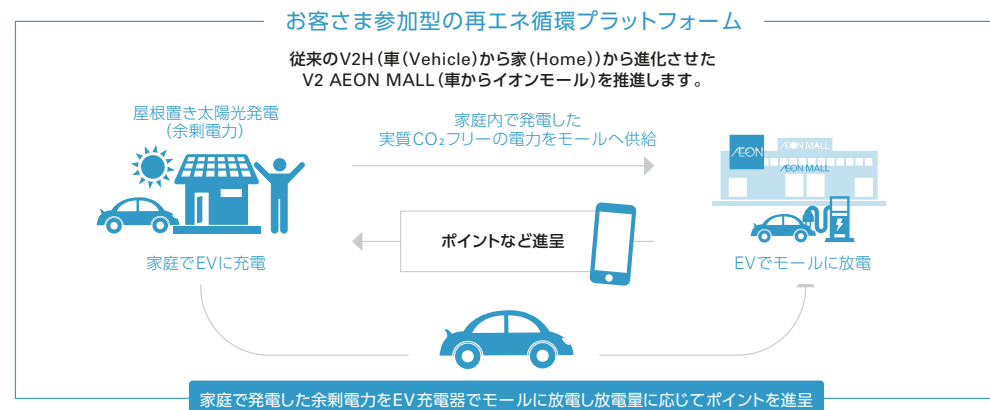 お客さま参加型の再エネ循環プラットフォーム
従来のV2H(車(Vehicle)から家(Home))から進化させた
V2 AEON MALL(車からイオンモール)を推進します。
屋根置き太陽光発電
(余剰電力)
家庭内で発電した
実質CO₂フリーの電力をモールへ供給
ÆON
ÆON MALL
ÆON MALL
ポイントなど進呈
家庭でEVに充電
EVでモールに放電
家庭で発電した余剰電力をEV充電器でモールに放電し放電量に応じてポイントを進呈